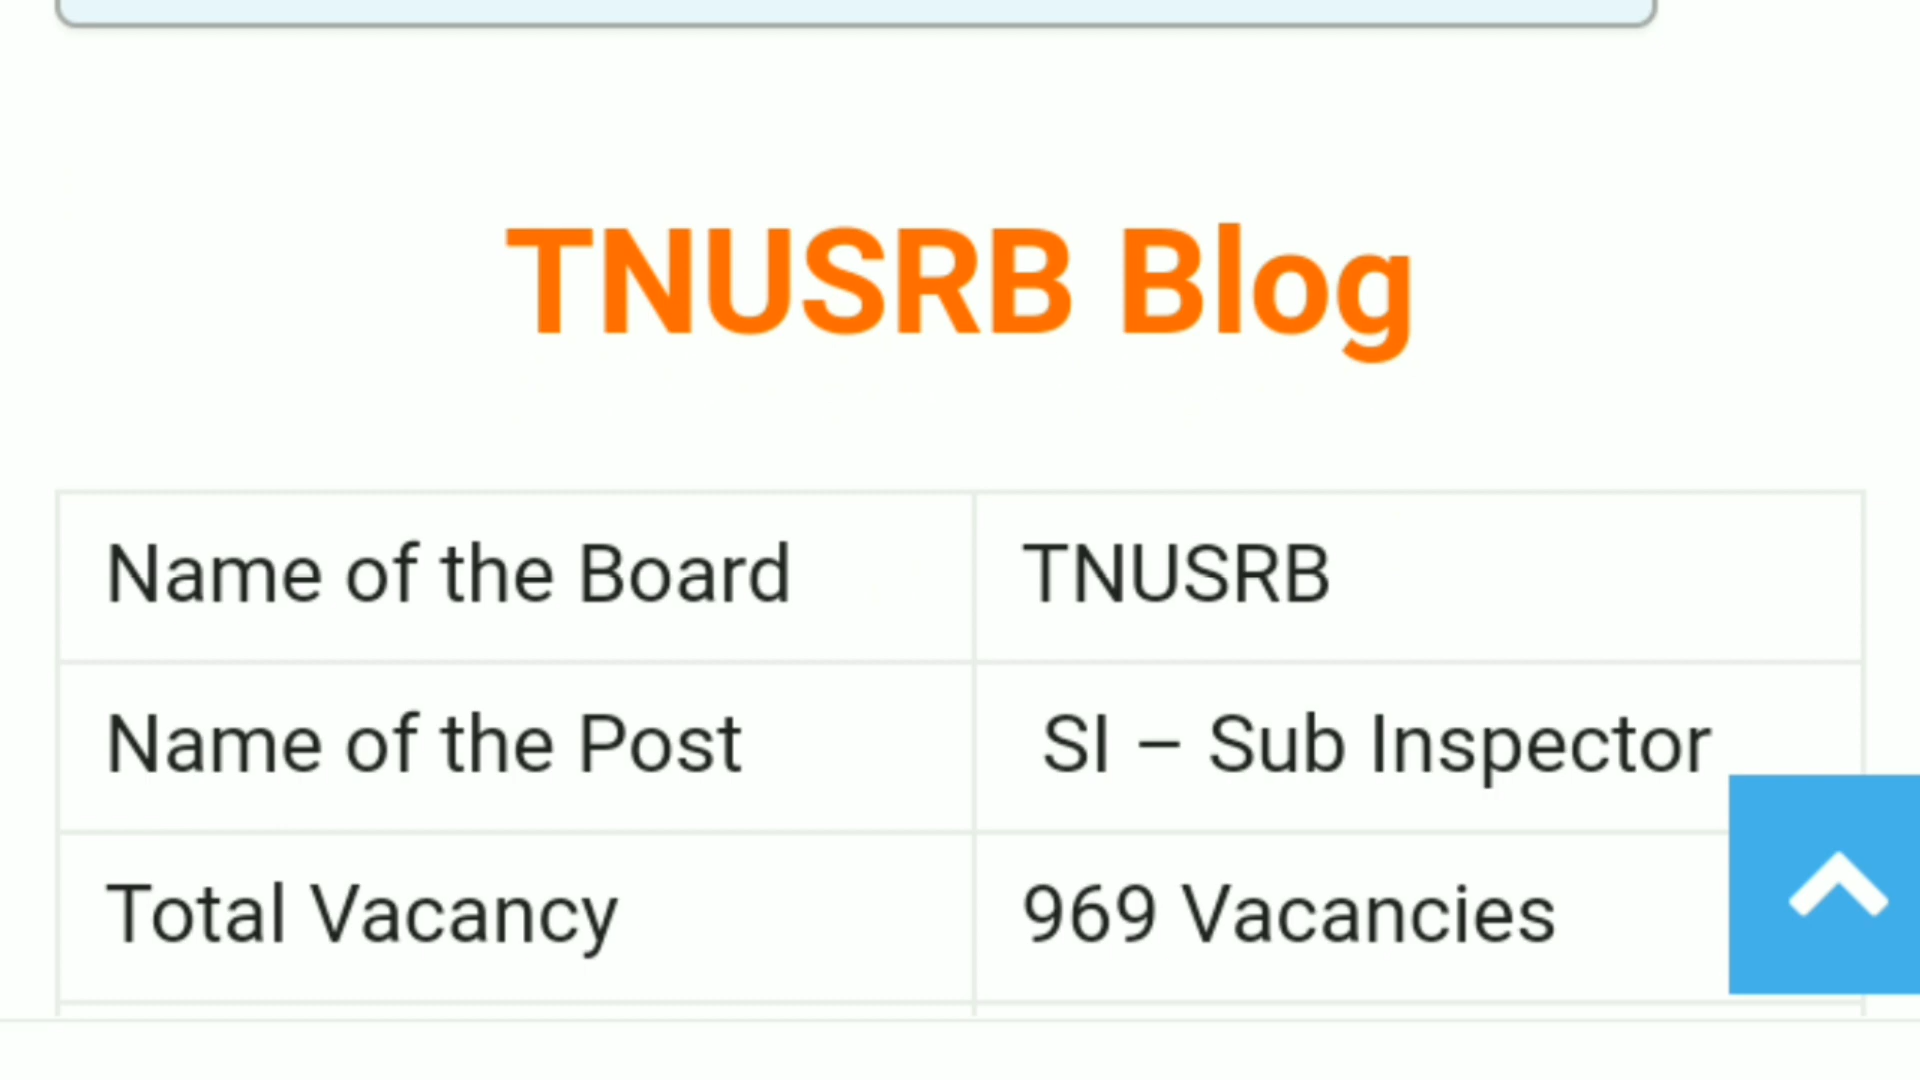 TNUSRB Blog
Name of the Board TNUSRB
Name of the Post SI – Sub Inspector
Total Vacancy 969 Vacancies